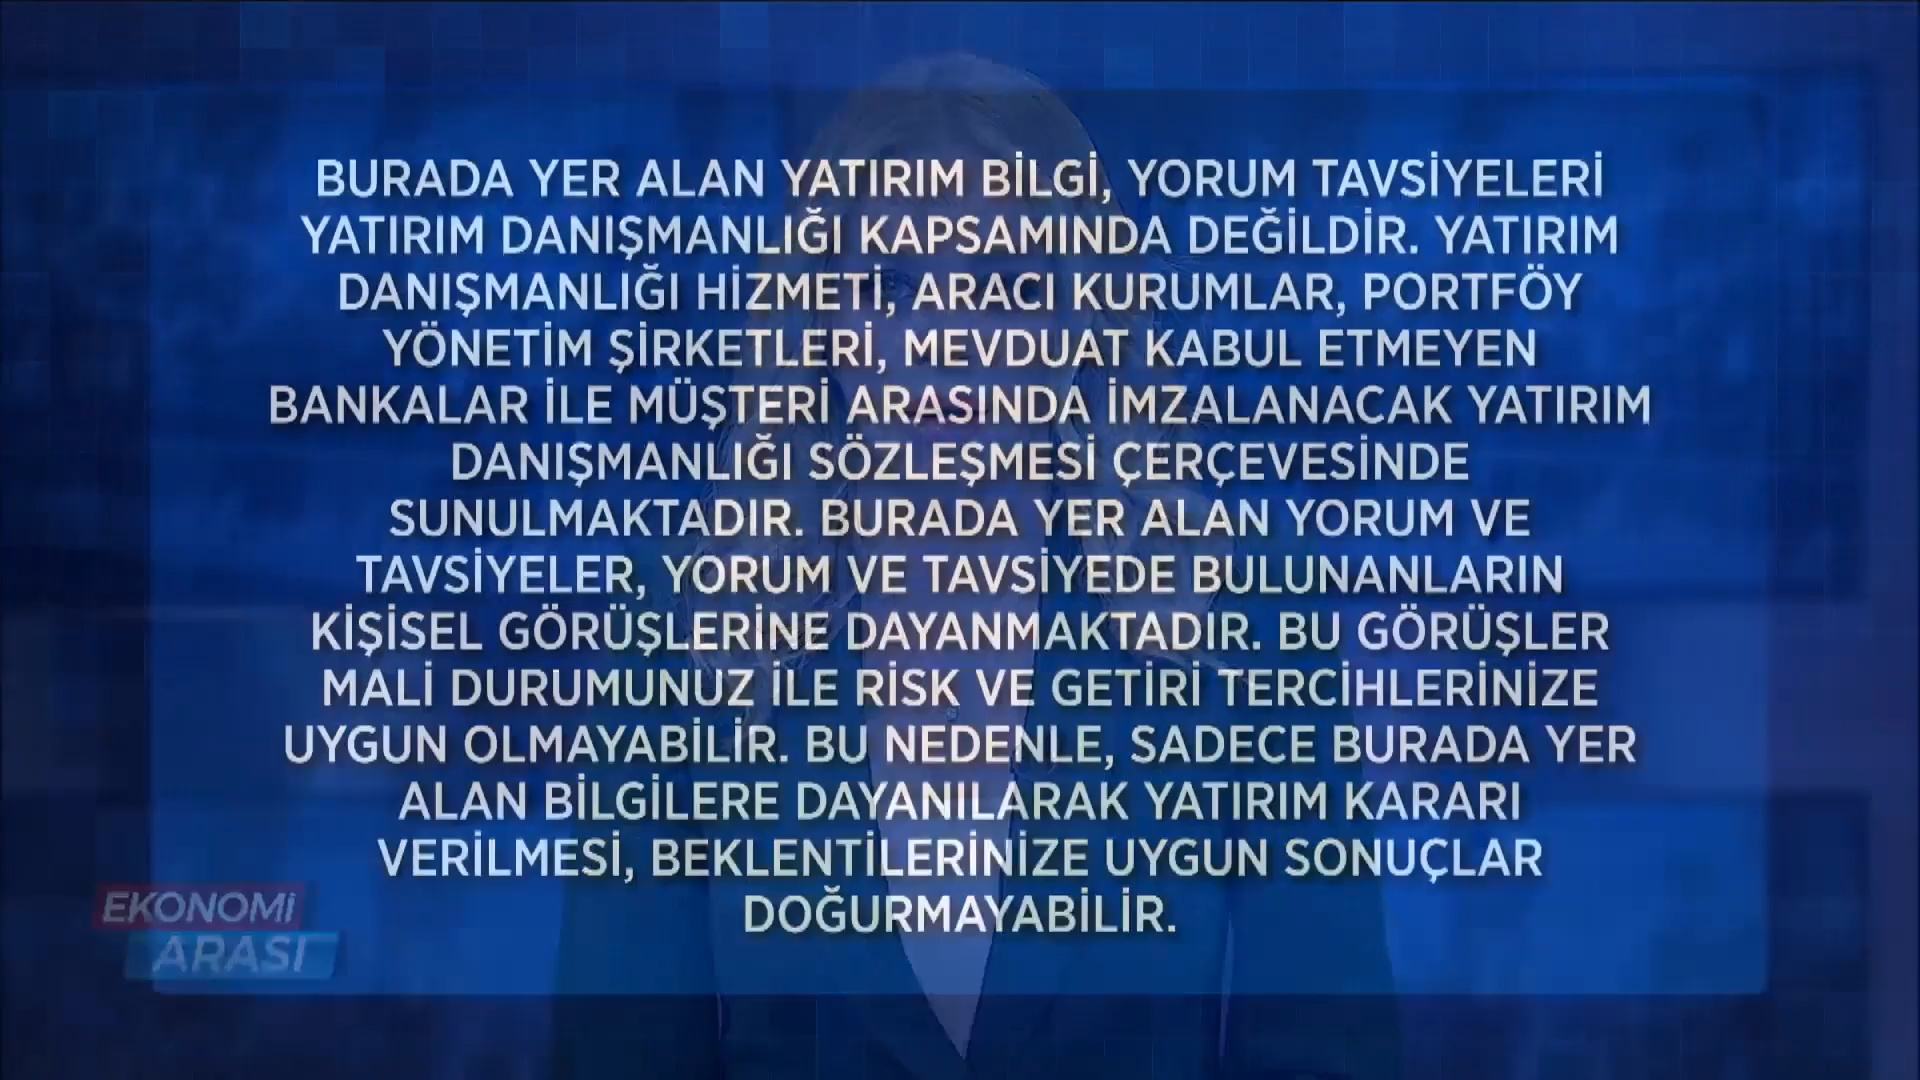 BURADA YER ALAN YATIRIM BİLGİ, YORUM TAVSİYELERİ
YATIRIM DANIŞMANLIĞI KAPSAMINDA DEĞİLDİR. YATIRIM
DANIŞMANLIĞI HİZMETİ, ARACI KURUMLAR, PORTFÖY
YÖNETİM ŞİRKETLERİ, MEVDUAT KABUL ETMEYEN
BANKALAR İLE MÜŞTERİ ARASINDA İMZALANACAK YATIRIM
DANIŞMANLIĞI SÖZLEŞMESİ ÇERÇEVESİNDE
SUNULMAKTADIR. BURADA YER ALAN YORUM VE
TAVSİYELER, YORUM VE TAVSİYEDE BULUNANLARIN
KİŞİSEL GÖRÜŞLERİNE DAYANMAKTADIR. BU GÖRÜŞLER
MALİ DURUMUNUZ İLE RİSK VE GETİRİ TERCİHLERİNİZE
UYGUN OLMAYABİLİR. BU NEDENLE, SADECE BURADA YER
ALAN BİLGİLERE DAYANILARAK YATIRIM KARARI
VERİLMESİ, BEKLENTİLERİNİZE UYGUN SONUÇLAR
DOĞURMAYABİLİR.
EKONOMİ
ARASI